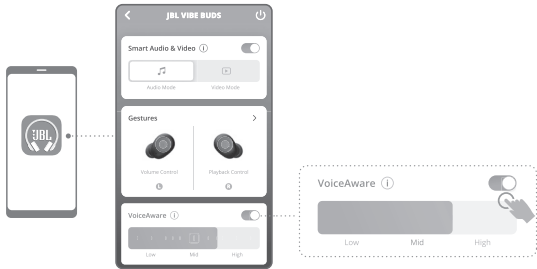 JBL
JBL VIBE BUDS
Smart Audio & Video i
Audio Mode Video Mode
Gestures
Volume Control Playback Control
L R
VoiceAware i
Low Mid High
VoiceAware i
Low Mid High